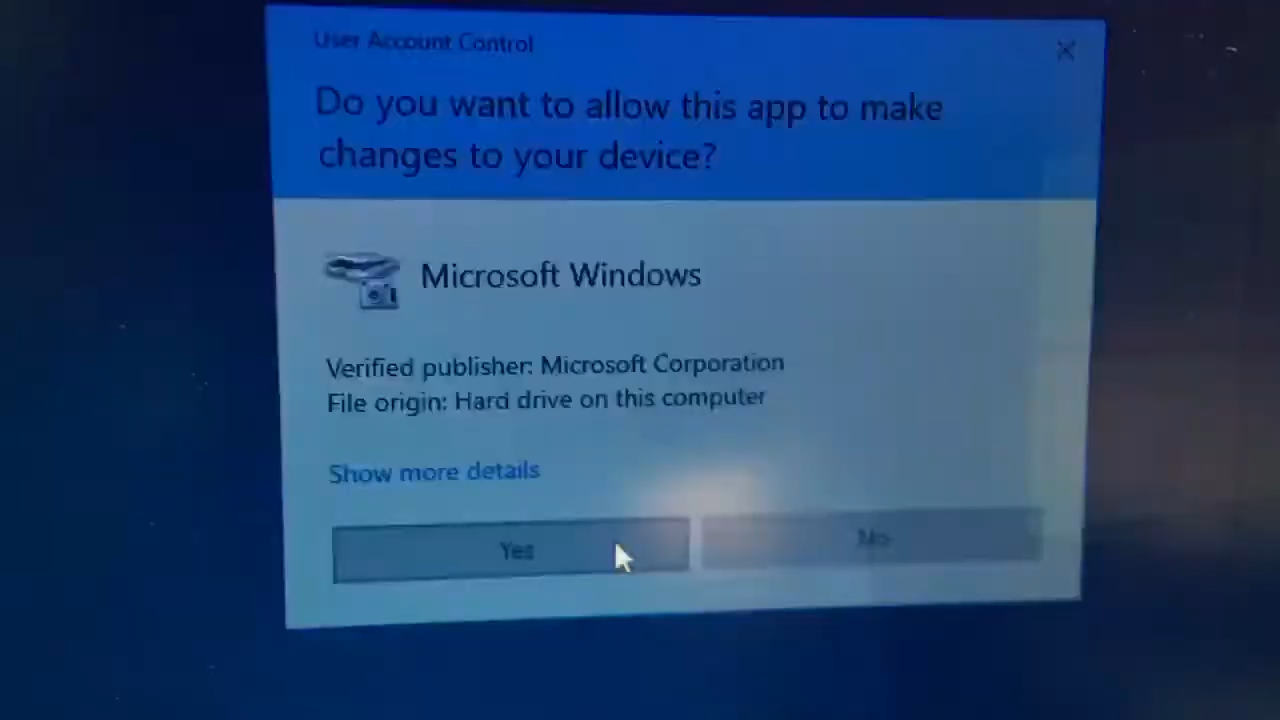 User Account Control
Do you want to allow this app to make
changes to your device?
Microsoft Windows
Verified publisher: Microsoft Corporation
File origin: Hard drive on this computer
Show more details
Yes
No